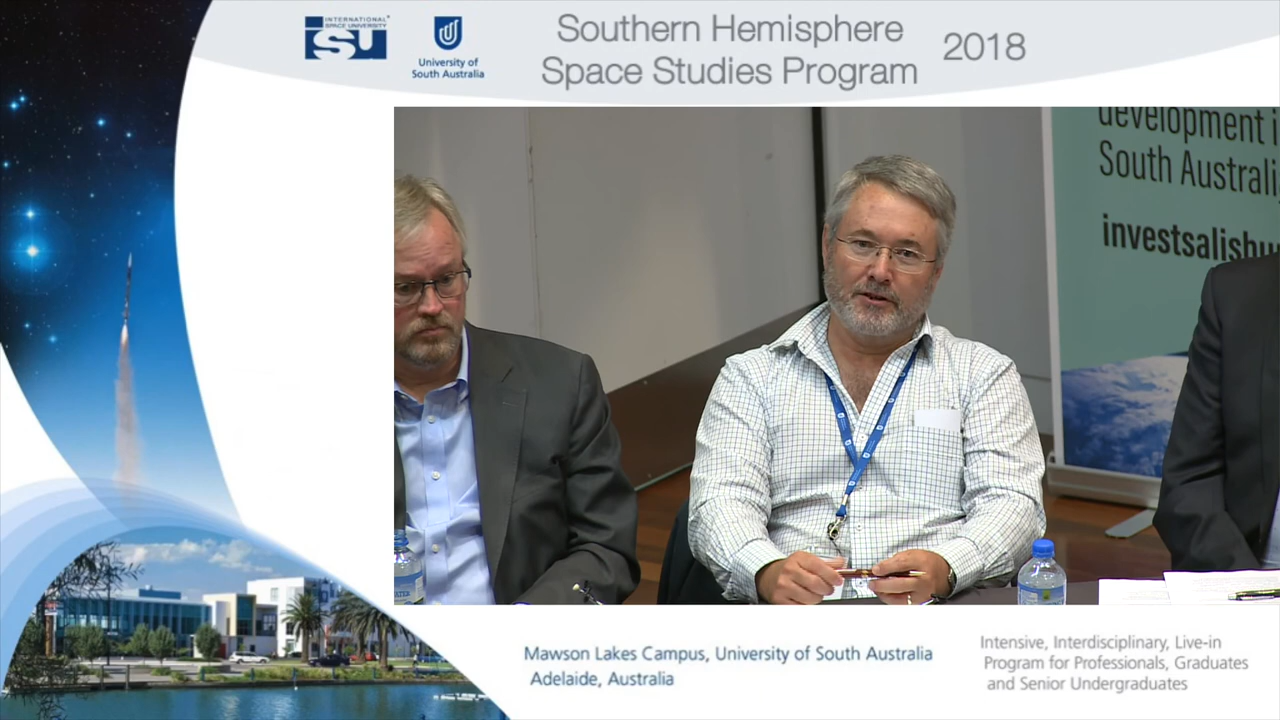 INTERNATIONAL
SPACE UNIVERSITY
iSU
University of
South Australia
Southern Hemisphere
Space Studies Program
2018
development i
South Australi
investsalisbu
Mawson Lakes Campus, University of South Australia
Adelaide, Australia
Intensive, Interdisciplinary, Live-in
Program for Professionals, Graduates
and Senior Undergraduates